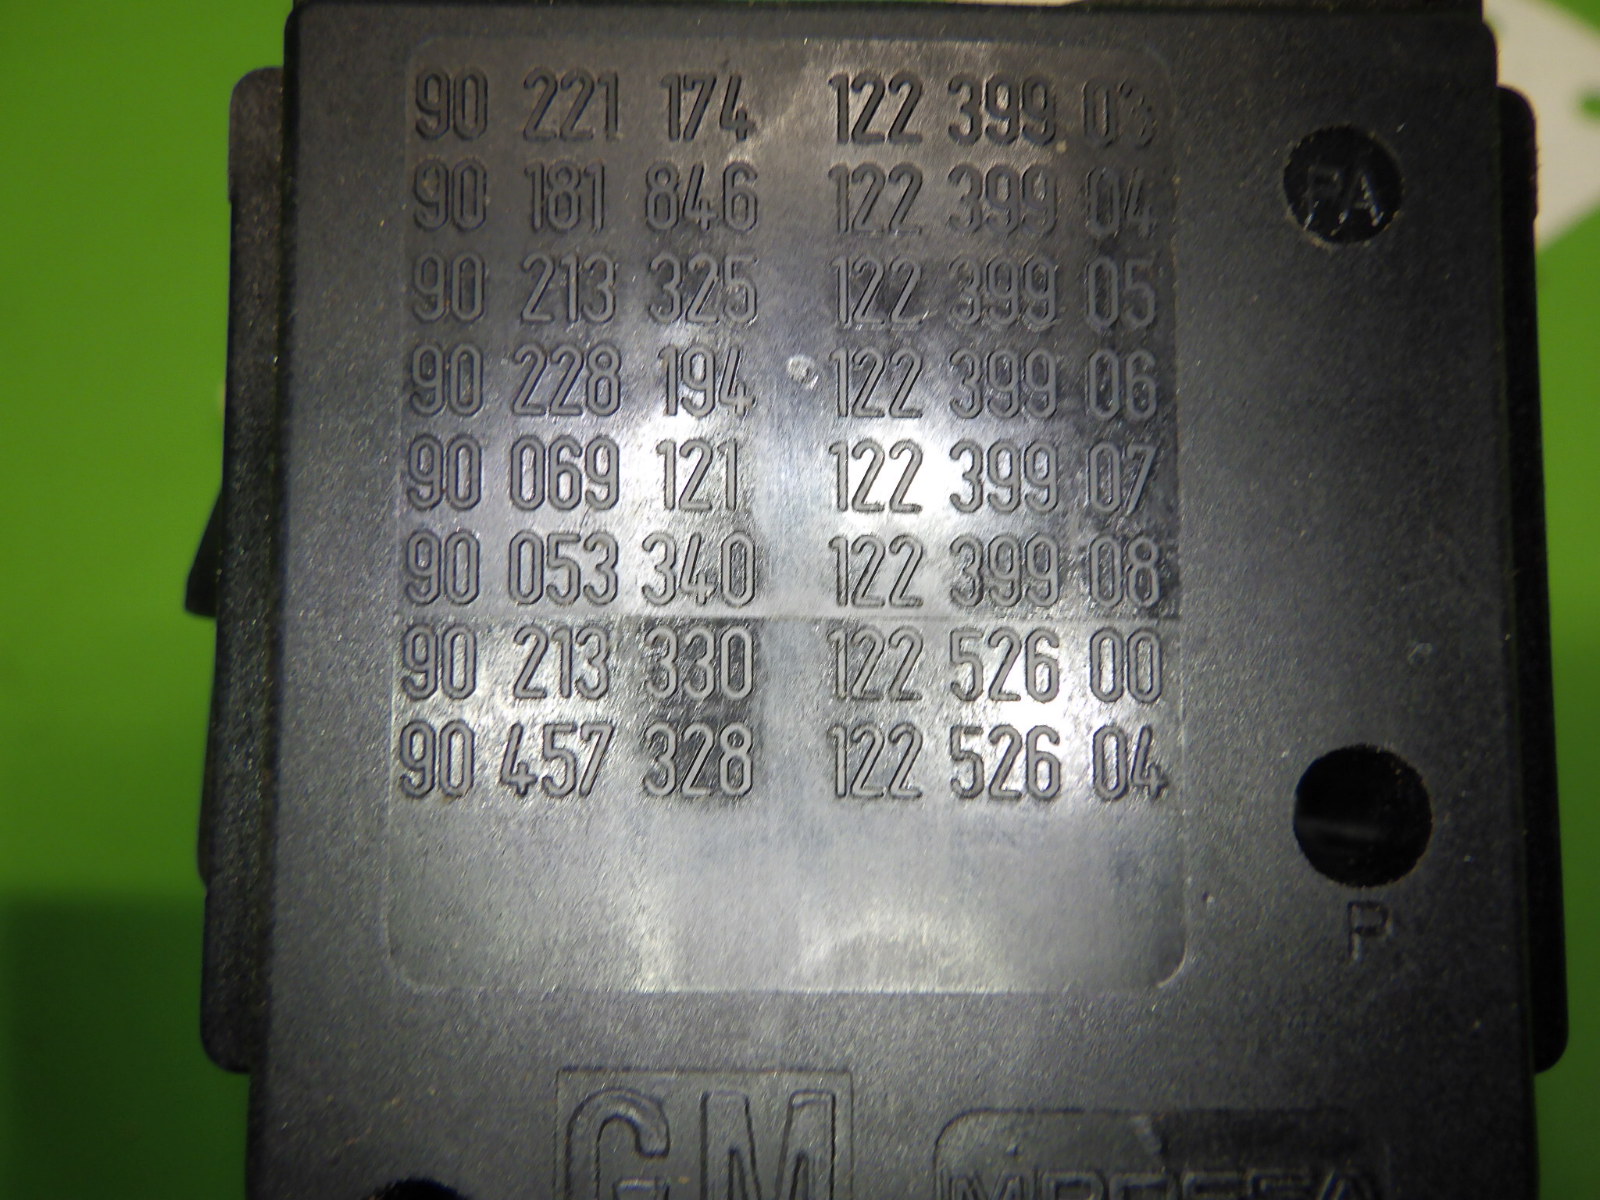 90 221 174 122 399 03
90 181 846 122 399 04
90 213 325 122 399 05
90 228 194 122 399 06
90 069 121 122 399 07
90 053 340 122 399 08
90 213 330 122 526 00
90 457 328 122 526 04
PA
P
GM